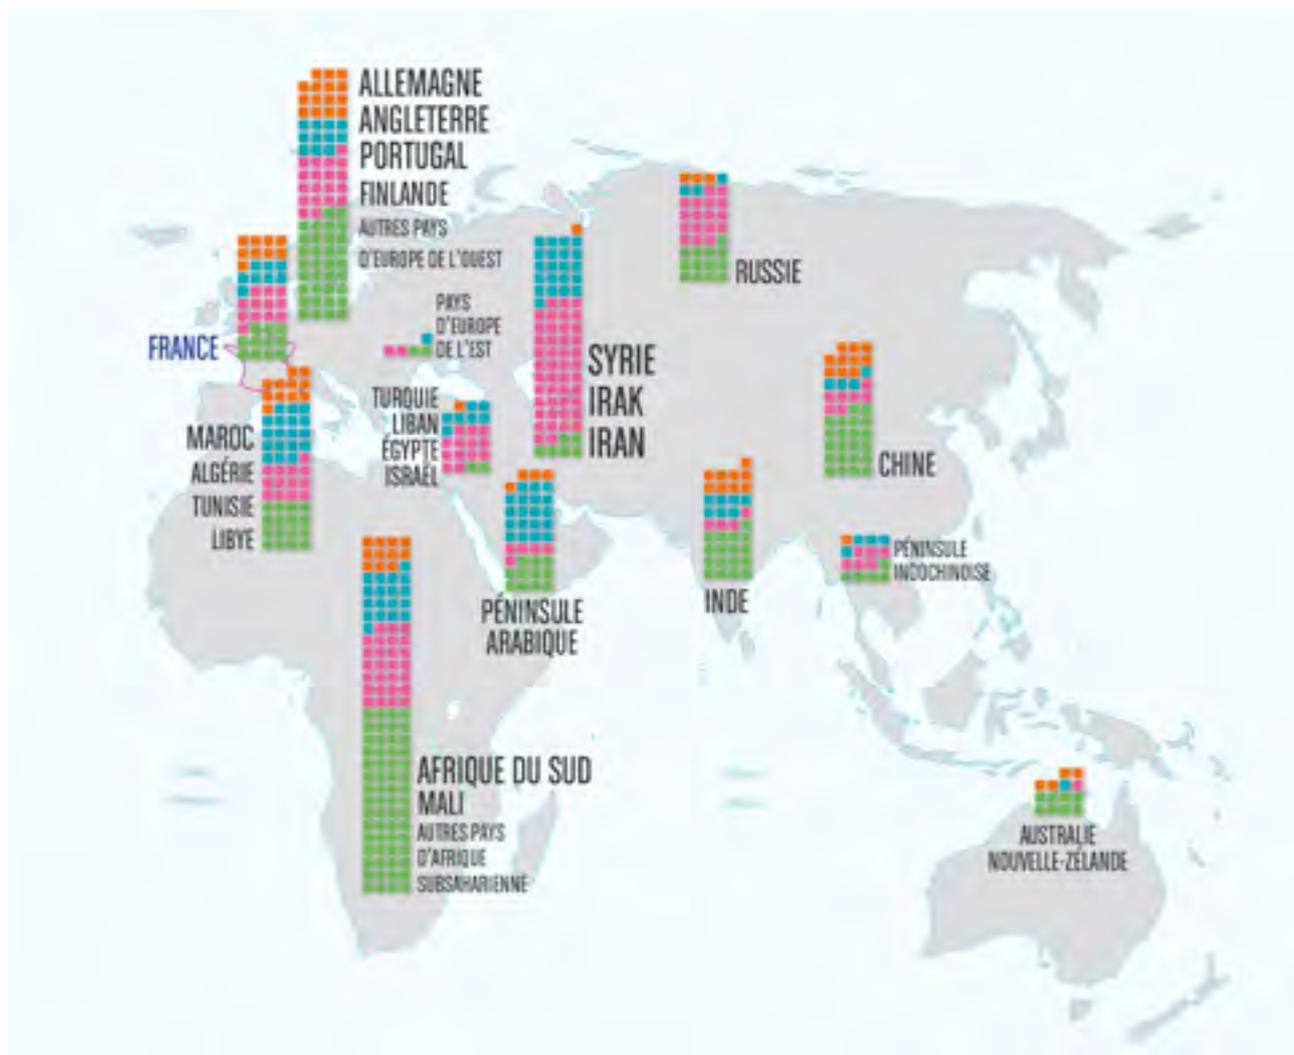 ALLEMAGNE
ANGLETERRE
PORTUGAL
FINLANDE
AUTRES PAYS
D'EUROPE DE L'OUEST
FRANCE
PAYS
D'EUROPE
DE L'EST
RUSSIE
SYRIE
IRAK
IRAN
TURQUIE
LIBAN
ÉGYPTE
ISRAËL
MAROC
ALGÉRIE
TUNISIE
LIBYE
CHINE
PÉNINSULE
INDOCHINOISE
INDE
PÉNINSULE
ARABIQUE
AFRIQUE DU SUD
MALI
AUTRES PAYS
D'AFRIQUE
SUBSAHARIENNE
AUSTRALIE
NOUVELLE-ZÉLANDE